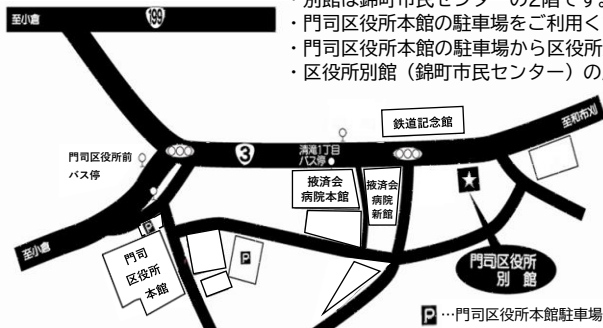 ・別館は錦町市民センターの2階です。
・門司区役所本館の駐車場をご利用く
・門司区役所本館の駐車場から区役所
・区役所別館（錦町市民センター）の
至小倉
199
鉄道記念館
至和布刈
門司区役所前
バス停
3
清滝1丁目
バス停
掖済会
病院本館
掖済会
病院
新館
至小倉
P
門司
区役所
本館
P
門司区役所
別館
P…門司区役所本館駐車場